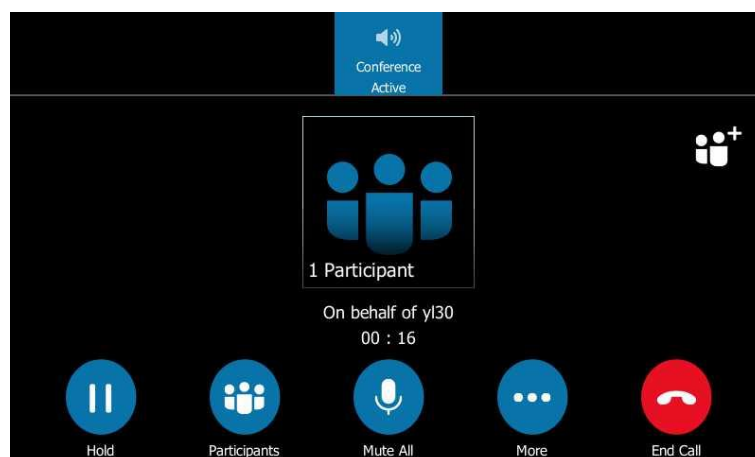 Conference
Active
1 Participant
On behalf of yl30
00 : 16
Hold
Participants
Mute All
More
End Call